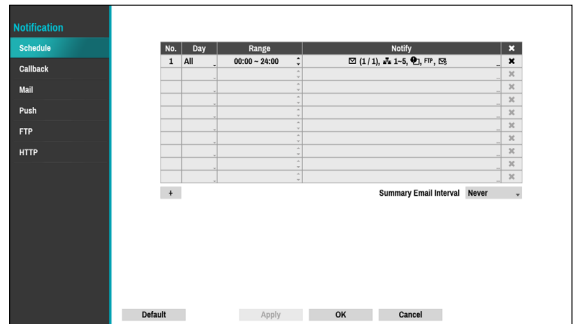 Notification
Schedule
Callback
Mail
Push
FTP
HTTP
No. Day Range Notify
1 All 00:00 ~ 24:00 (1 / 1), 1~5, FTP,
+ Summary Email Interval Never
Default Apply OK Cancel